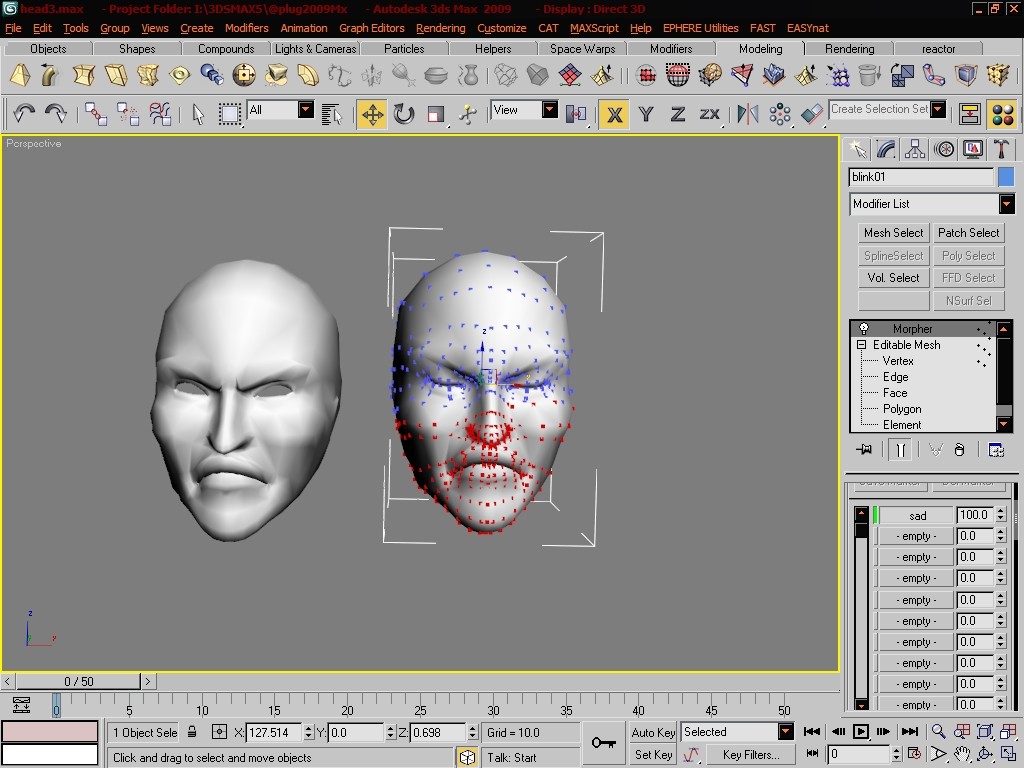 head3.max - Project Folder: I:\3DSMAX5\@plug2009Mx - Autodesk 3ds Max 2009 - Display : Direct 3D
File Edit Tools Group Views Create Modifiers Animation Graph Editors Rendering Customize CAT MAXScript Help EPHERE Utilities FAST EASYnat
Objects Shapes Compounds Lights & Cameras Particles Helpers Space Warps Modifiers Modeling Rendering reactor
All View X Y Z ZX Create Selection Set
Perspective
blink01
Modifier List
Mesh Select Patch Select
SplineSelect Poly Select
Vol. Select FFD Select
NSurf Sel
Morpher
Editable Mesh
Vertex
Edge
Face
Polygon
Element
sad 100.0
- empty - 0.0
- empty - 0.0
- empty - 0.0
- empty - 0.0
- empty - 0.0
- empty - 0.0
- empty - 0.0
- empty - 0.0
- empty - 0.0
z
z
y
0 / 50
0 5 10 15 20 25 30 35 40 45 50
1 Object Sele X: 127.514 Y: 0.0 Z: 0.698 Grid = 10.0 Auto Key Selected
Click and drag to select and move objects Talk: Start Set Key Key Filters... 0